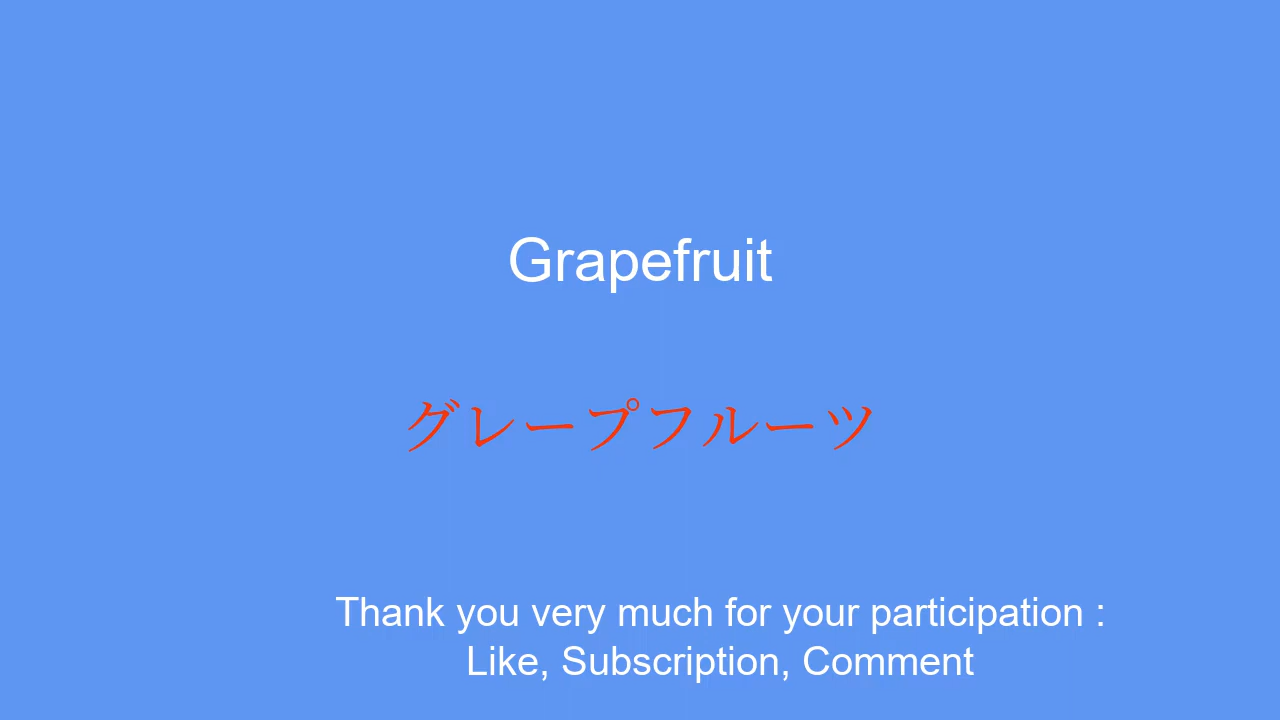 Grapefruit
グレープフルーツ
Thank you very much for your participation :
Like, Subscription, Comment